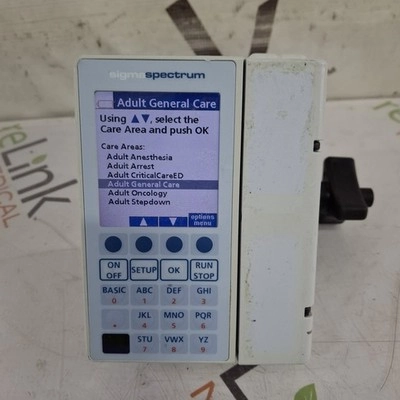 sigmaspectrum
Adult General Care
Using ▲▼, select the
Care Area and push OK
Care Areas:
Adult Anesthesia
Adult Arrest
Adult CriticalCareED
Adult General Care
Adult Oncology
Adult Stepdown
▲ ▼ options
menu
ON
OFF
SETUP
OK
RUN
STOP
BASIC ABC DEF GHI
0 1 2 3
JKL MNO PQR
. 4 5 6
STU VWX YZ
7 8 9
reLink
MEDICAL